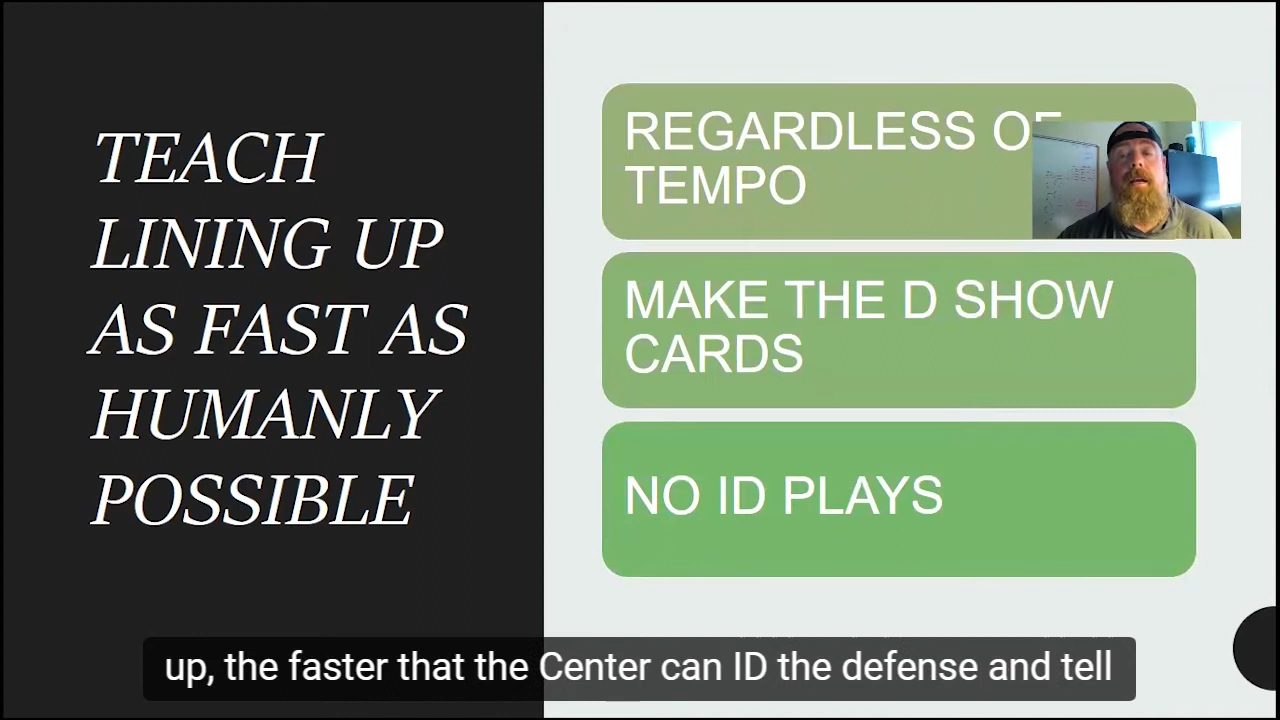 TEACH
LINING UP
AS FAST AS
HUMANLY
POSSIBLE
REGARDLESS OF
TEMPO
MAKE THE D SHOW
CARDS
NO ID PLAYS
up, the faster that the Center can ID the defense and tell